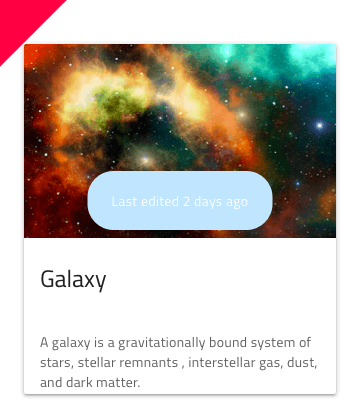 Last edited 2 days ago
Galaxy
A galaxy is a gravitationally bound system of
stars, stellar remnants , interstellar gas, dust,
and dark matter.